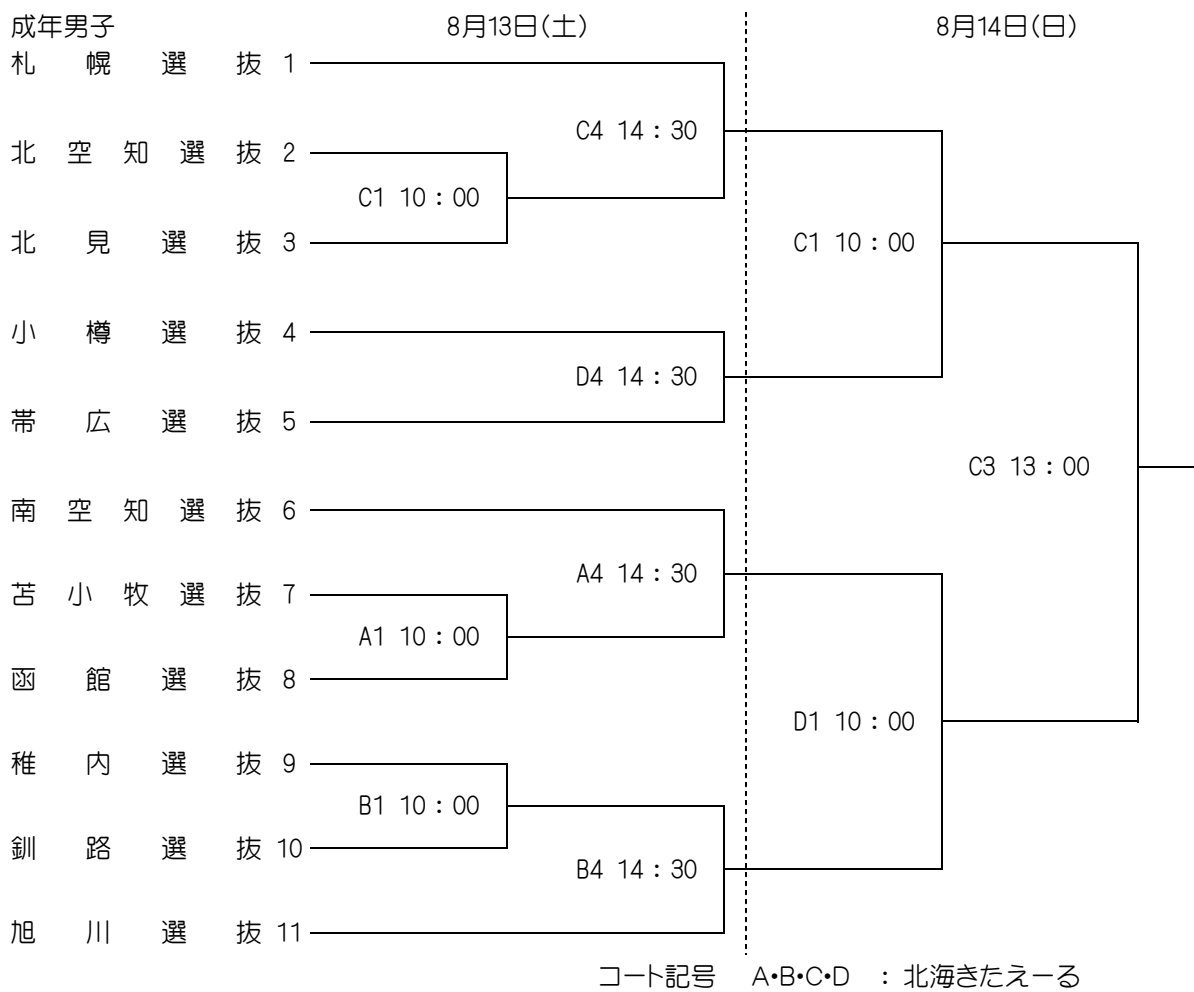 成年男子 8月13日(土) 8月14日(日)
札幌選抜 1
C4 14：30
北空知選抜 2
C1 10：00
北見選抜 3
C1 10：00
小樽選抜 4
D4 14：30
帯広選抜 5
C3 13：00
南空知選抜 6
A4 14：30
苫小牧選抜 7
A1 10：00
函館選抜 8
D1 10：00
稚内選抜 9
B1 10：00
釧路選抜 10
B4 14：30
旭川選抜 11
コート記号 A・B・C・D ：北海きたえーる